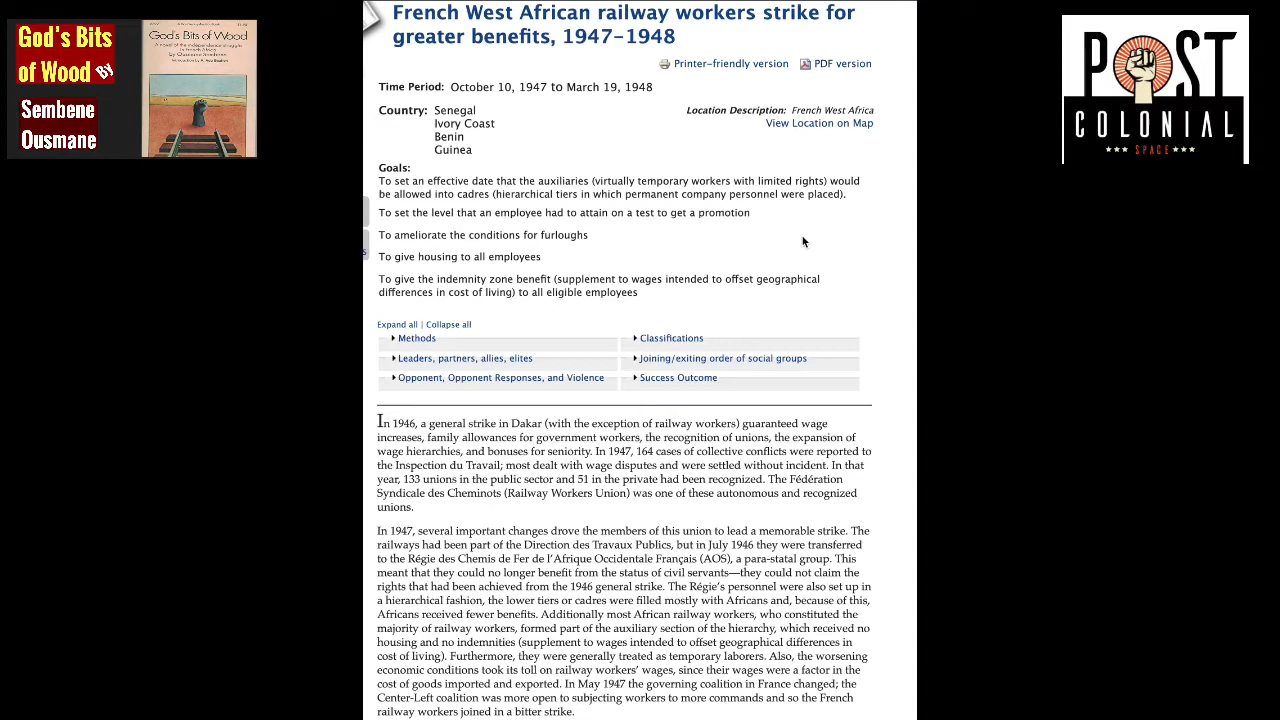 God's Bits
of Wood By
Sembene
Ousmane
God's Bits of Wood
by Ousmane Sembène
POST
COLONIAL
SPACE
French West African railway workers strike for
greater benefits, 1947-1948
Printer-friendly version PDF version
Time Period: October 10, 1947 to March 19, 1948
Country: Senegal
Ivory Coast
Benin
Guinea
Location Description: French West Africa
View Location on Map
Goals:
To set an effective date that the auxiliaries (virtually temporary workers with limited rights) would
be allowed into cadres (hierarchical tiers in which permanent company personnel were placed).
To set the level that an employee had to attain on a test to get a promotion
To ameliorate the conditions for furloughs
To give housing to all employees
To give the indemnity zone benefit (supplement to wages intended to offset geographical
differences in cost of living) to all eligible employees
Expand all | Collapse all
Methods
Classifications
Leaders, partners, allies, elites
Joining/exiting order of social groups
Opponent, Opponent Responses, and Violence
Success Outcome
In 1946, a general strike in Dakar (with the exception of railway workers) guaranteed wage
increases, family allowances for government workers, the recognition of unions, the expansion of
wage hierarchies, and bonuses for seniority. In 1947, 164 cases of collective conflicts were reported to
the Inspection du Travail; most dealt with wage disputes and were settled without incident. In that
year, 133 unions in the public sector and 51 in the private had been recognized. The Fédération
Syndicale des Cheminots (Railway Workers Union) was one of these autonomous and recognized
unions.
In 1947, several important changes drove the members of this union to lead a memorable strike. The
railways had been part of the Direction des Travaux Publics, but in July 1946 they were transferred
to the Régie des Chemis de Fer de l'Afrique Occidentale Français (AOS), a para-statal group. This
meant that they could no longer benefit from the status of civil servants—they could not claim the
rights that had been achieved from the 1946 general strike. The Régie's personnel were also set up in
a hierarchical fashion, the lower tiers or cadres were filled mostly with Africans and, because of this,
Africans received fewer benefits. Additionally most African railway workers, who constituted the
majority of railway workers, formed part of the auxiliary section of the hierarchy, which received no
housing and no indemnities (supplement to wages intended to offset geographical differences in
cost of living). Furthermore, they were generally treated as temporary laborers. Also, the worsening
economic conditions took its toll on railway workers' wages, since their wages were a factor in the
cost of goods imported and exported. In May 1947 the governing coalition in France changed; the
Center-Left coalition was more open to subjecting workers to more commands and so the French
railway workers joined in a bitter strike.